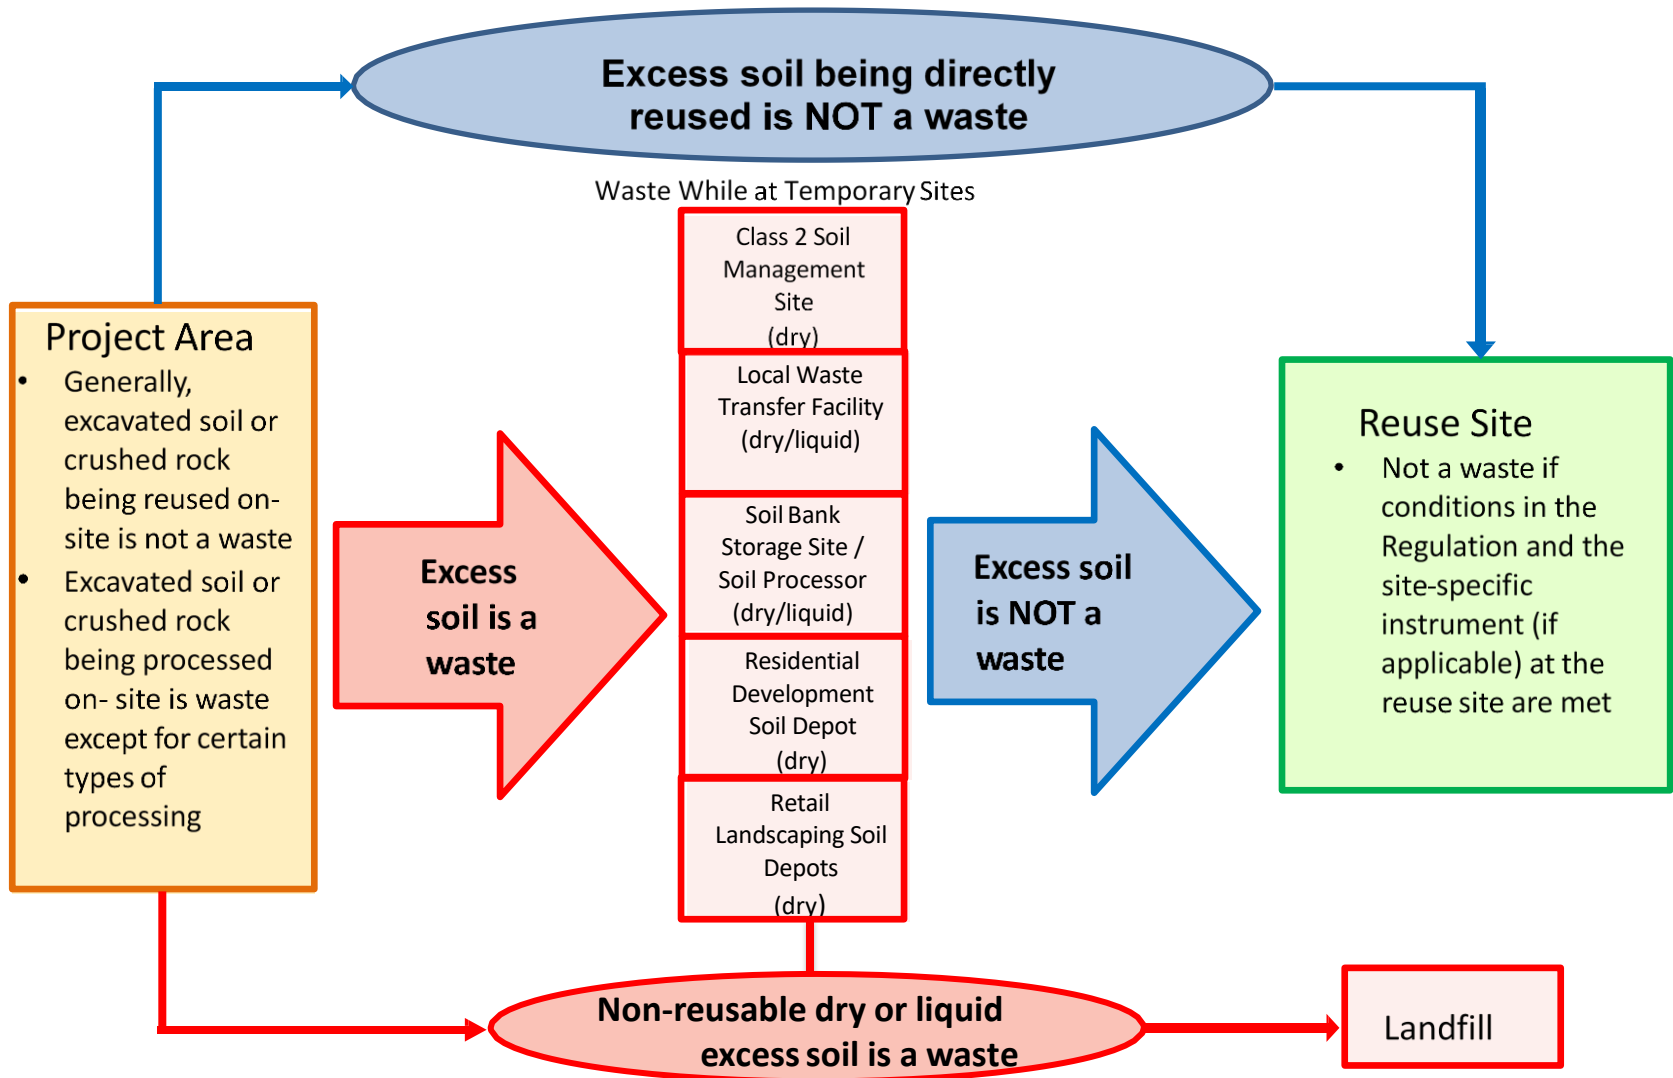 Excess soil being directly
reused is NOT a waste
Waste While at Temporary Sites
Project Area
• Generally,
excavated soil or
crushed rock
being reused on-
site is not a waste
• Excavated soil or
crushed rock
being processed
on- site is waste
except for certain
types of
processing
Excess
soil is a
waste
Class 2 Soil
Management
Site
(dry)
Local Waste
Transfer Facility
(dry/liquid)
Soil Bank
Storage Site /
Soil Processor
(dry/liquid)
Residential
Development
Soil Depot
(dry)
Retail
Landscaping Soil
Depots
(dry)
Excess soil
is NOT a
waste
Reuse Site
• Not a waste if
conditions in the
Regulation and the
site-specific
instrument (if
applicable) at the
reuse site are met
Non-reusable dry or liquid
excess soil is a waste
Landfill